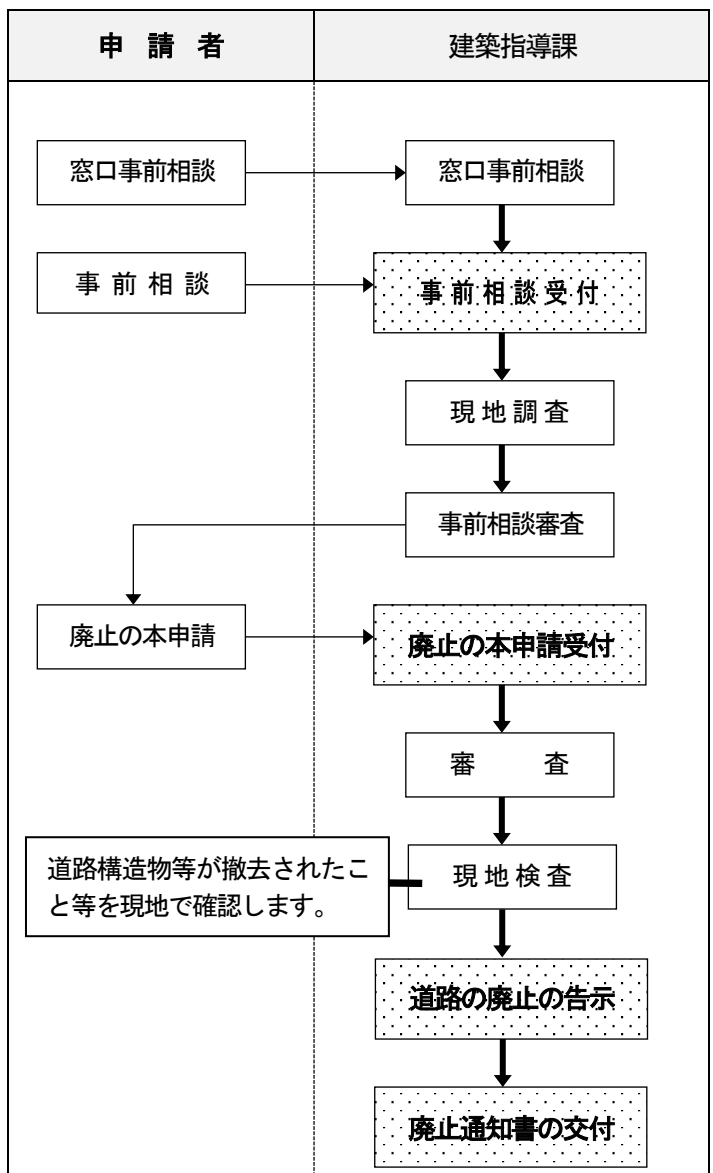 申請者
建築指導課
窓口事前相談
窓口事前相談
事前相談
事前相談受付
現地調査
事前相談審査
廃止の本申請
廃止の本申請受付
審査
道路構造物等が撤去されたこ
と等を現地で確認します。
現地検査
道路の廃止の告示
廃止通知書の交付